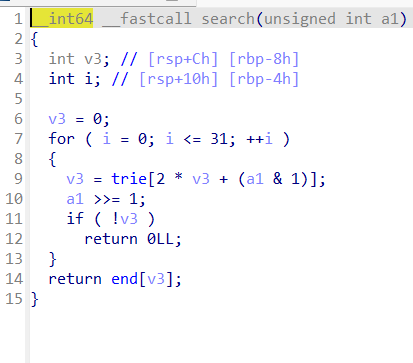 1 __int64 __fastcall search(unsigned int a1)
2 {
3   int v3; // [rsp+Ch] [rbp-8h]
4   int i; // [rsp+10h] [rbp-4h]
5
6   v3 = 0;
7   for ( i = 0; i <= 31; ++i )
8   {
9     v3 = trie[2 * v3 + (a1 & 1)];
10     a1 >>= 1;
11     if ( !v3 )
12       return 0LL;
13   }
14   return end[v3];
15 }